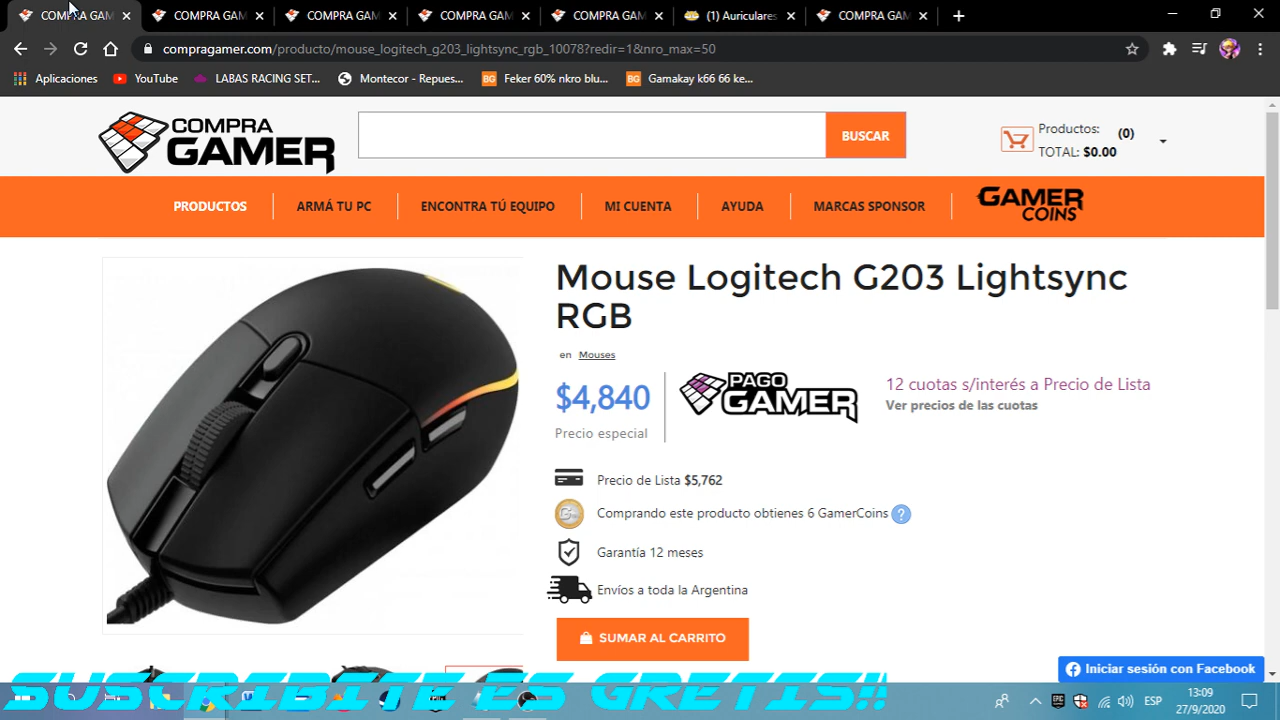 COMPRA GAM
COMPRA GAM
COMPRA GAM
COMPRA GAM
COMPRA GAM
(1) Auriculares
COMPRA GAM
compragamer.com/producto/mouse_logitech_g203_lightsync_rgb_10078?redir=1&nro_max=50
Aplicaciones
YouTube
LABAS RACING SET...
Montecor - Repues...
BG
Feker 60% nkro blu...
BG
Gamakay k66 66 ke...
COMPRA
GAMER
BUSCAR
Productos: (0)
TOTAL: $0.00
PRODUCTOS
ARMÁ TU PC
ENCONTRA TÚ EQUIPO
MI CUENTA
AYUDA
MARCAS SPONSOR
GAMER
COINS
Mouse Logitech G203 Lightsync
RGB
en Mouses
$4,840
Precio especial
PAGO
GAMER
12 cuotas s/interés a Precio de Lista
Ver precios de las cuotas
Precio de Lista $5,762
Comprando este producto obtienes 6 GamerCoins ?
Garantía 12 meses
Envíos a toda la Argentina
SUMAR AL CARRITO
Iniciar sesión con Facebook
SUSCRIBITE ES GRETIS!!
ESP
13:09
27/9/2020